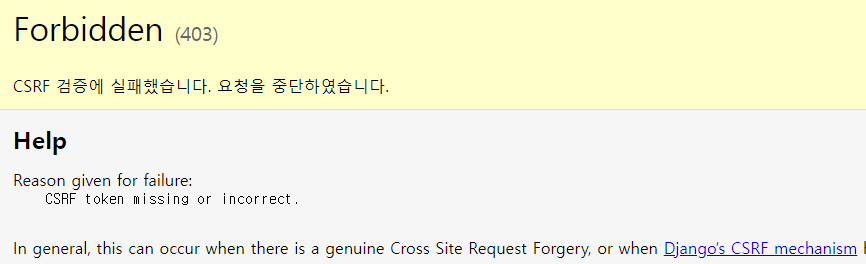 Forbidden (403)
CSRF 검증에 실패했습니다. 요청을 중단하였습니다.
Help
Reason given for failure:
CSRF token missing or incorrect.
In general, this can occur when there is a genuine Cross Site Request Forgery, or when Django's CSRF mechanism